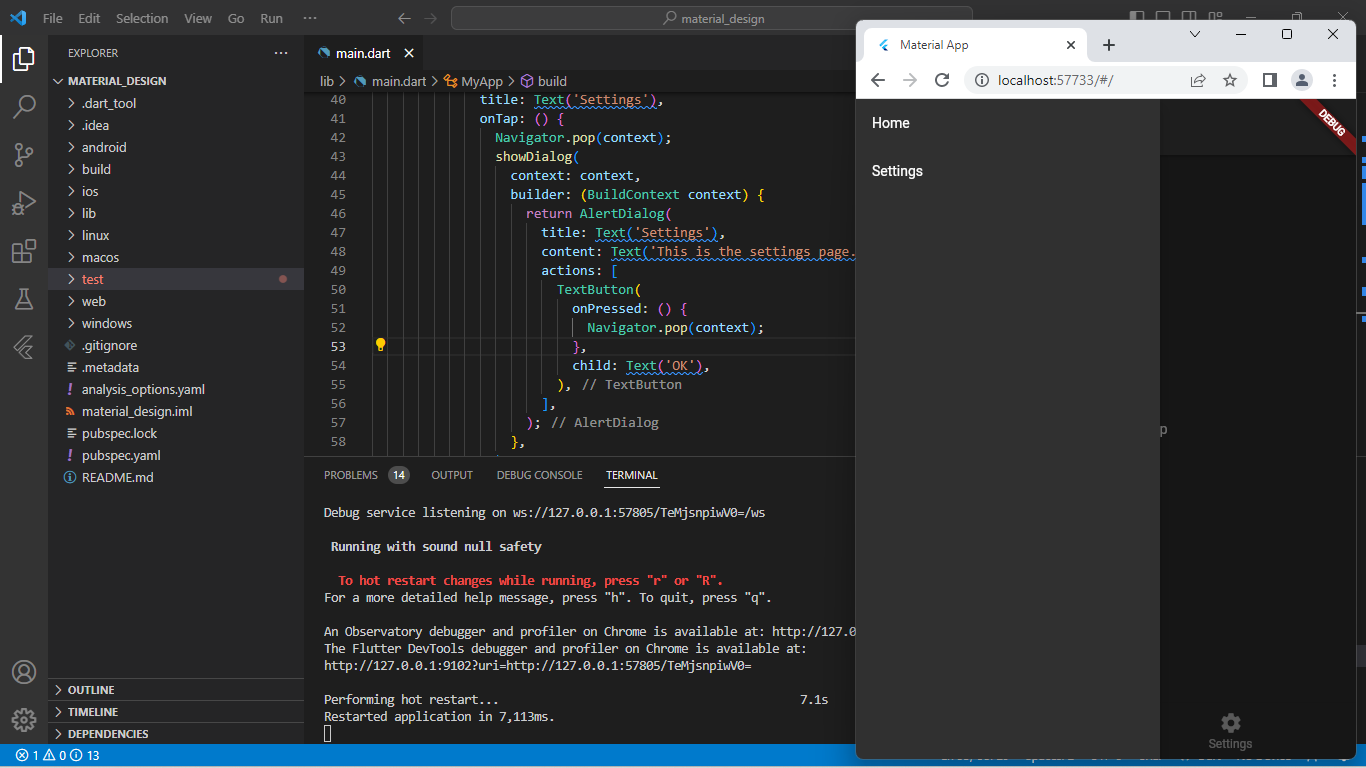 File Edit Selection View Go Run ···
material_design
EXPLORER
MATERIAL_DESIGN
.dart_tool
.idea
android
build
ios
lib
linux
macos
test
web
windows
.gitignore
.metadata
analysis_options.yaml
material_design.iml
pubspec.lock
pubspec.yaml
README.md
OUTLINE
TIMELINE
DEPENDENCIES
main.dart
lib > main.dart > MyApp > build
40 title: Text('Settings'),
41 onTap: () {
42 Navigator.pop(context);
43 showDialog(
44 context: context,
45 builder: (BuildContext context) {
46 return AlertDialog(
47 title: Text('Settings'),
48 content: Text('This is the settings page.
49 actions: [
50 TextButton(
51 onPressed: () {
52 Navigator.pop(context);
53 },
54 child: Text('OK'),
55 ), // TextButton
56 ],
57 ); // AlertDialog
58 },
PROBLEMS 14 OUTPUT DEBUG CONSOLE TERMINAL
Debug service listening on ws://127.0.0.1:57805/TeMjsnpiwV0=/ws
Running with sound null safety
To hot restart changes while running, press "r" or "R".
For a more detailed help message, press "h". To quit, press "q".
An Observatory debugger and profiler on Chrome is available at: http://127.0
The Flutter DevTools debugger and profiler on Chrome is available at:
http://127.0.0.1:9102?uri=http://127.0.0.1:57805/TeMjsnpiwV0=
Performing hot restart... 7.1s
Restarted application in 7,113ms.
1 0 13
Material App
localhost:57733/#/
Home
Settings
DEBUG
p
Settings